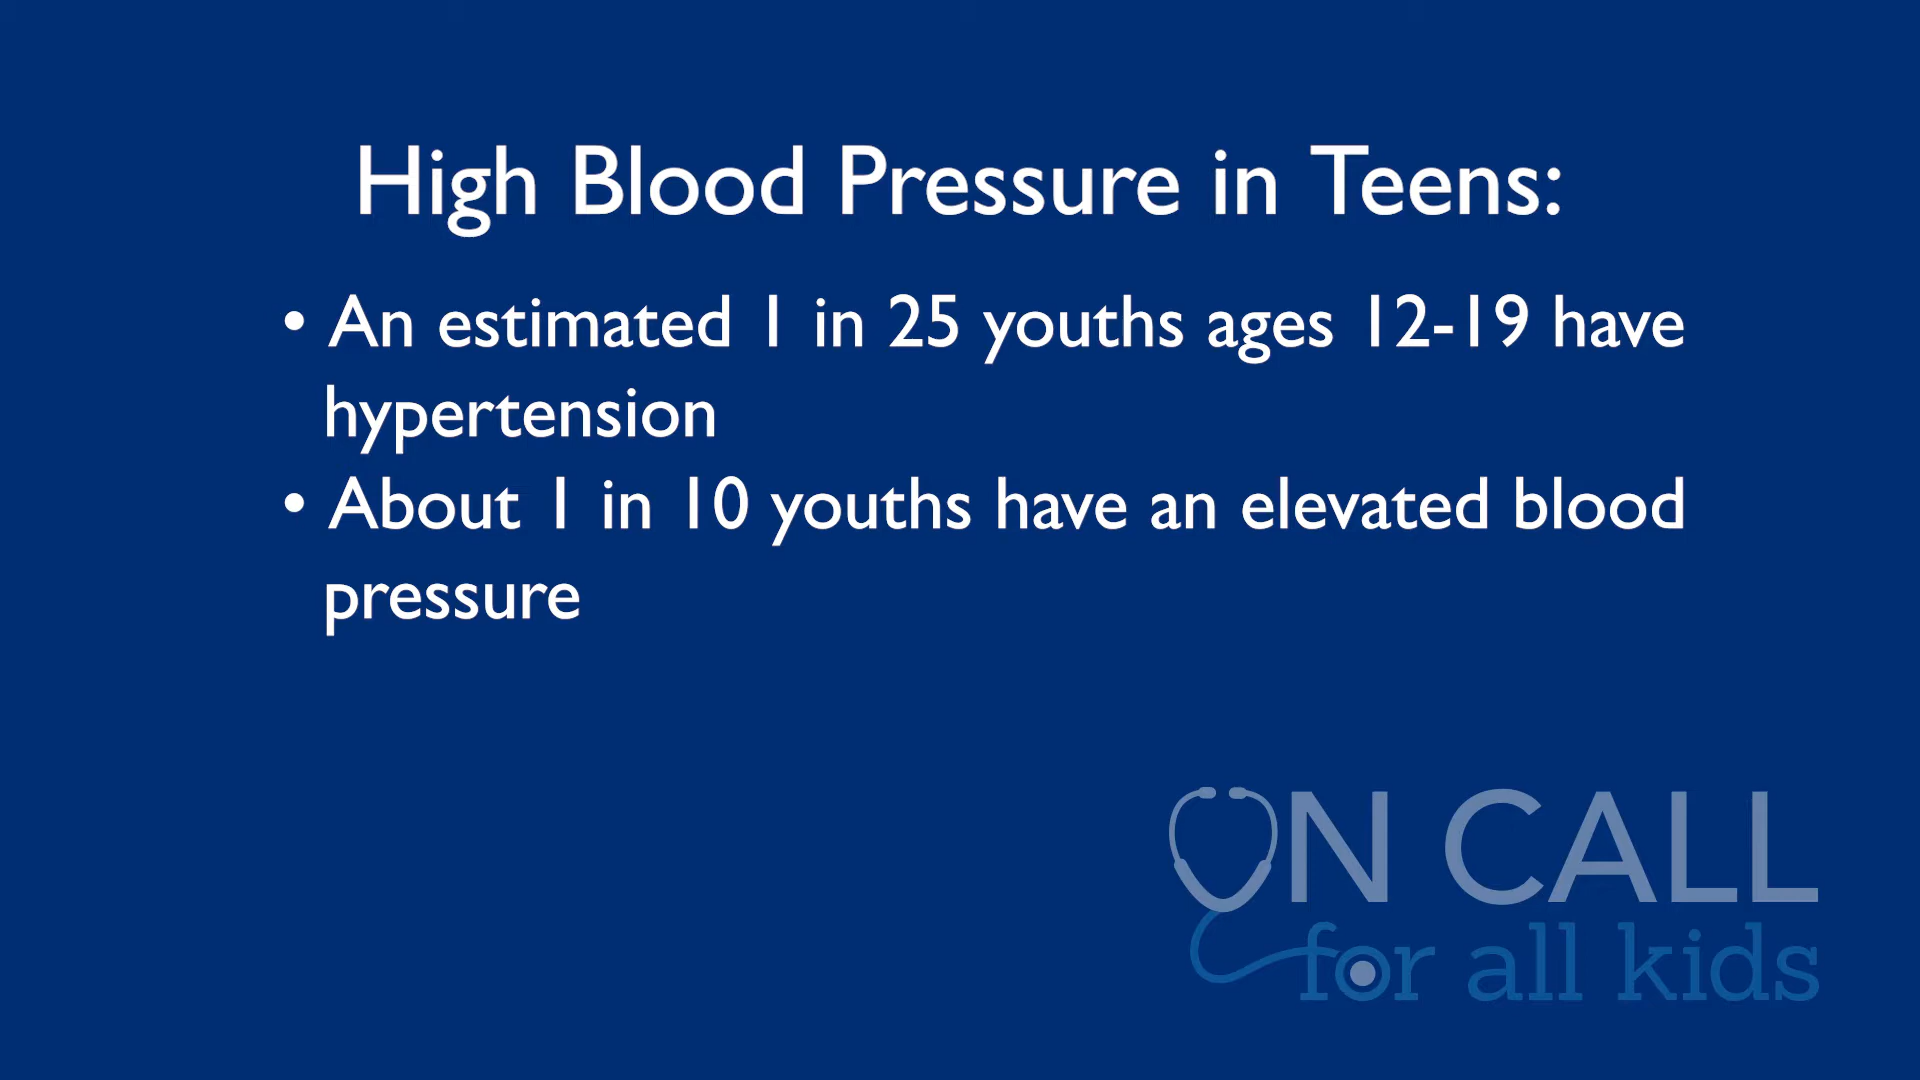 High Blood Pressure in Teens:
• An estimated 1 in 25 youths ages 12-19 have
hypertension
• About 1 in 10 youths have an elevated blood
pressure
ON CALL
for all kids